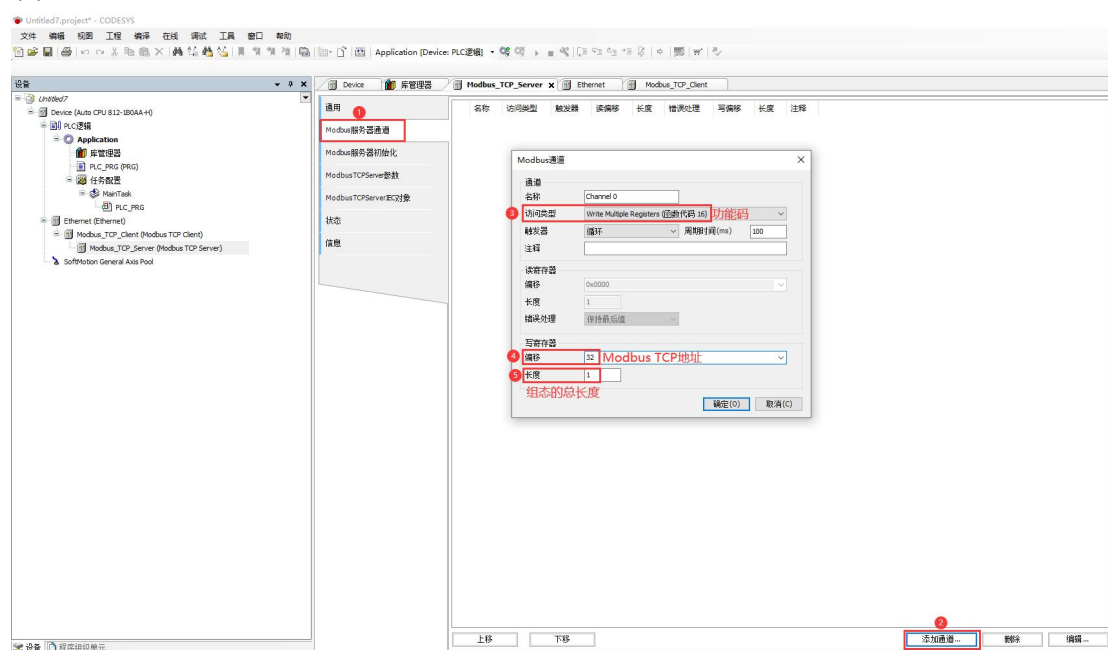 Untitled7.project* - CODESYS
文件 编辑 视图 工程 编译 在线 调试 工具 窗口 帮助
Application [Device: PLC逻辑]
设备
Untitled7
Device (Auto CPU 812-1B0AA-H)
PLC逻辑
Application
库管理器
PLC_PRG (PRG)
任务配置
MainTask
PLC_PRG
Ethernet (Ethernet)
Modbus_TCP_Client (Modbus TCP Client)
Modbus_TCP_Server (Modbus TCP Server)
SoftMotion General Axis Pool
设备 程序组织单元
Device 库管理器 Modbus_TCP_Server Ethernet Modbus_TCP_Client
通用
1
Modbus服务器通道
Modbus服务器初始化
ModbusTCPServer参数
ModbusTCPServerIEC对象
状态
信息
名称 访问类型 触发器 读偏移 长度 错误处理 写偏移 长度 注释
Modbus通道
通道
名称 Channel 0
3 访问类型 Write Multiple Registers (函数代码 16) 功能码
触发器 循环 周期时间(ms) 100
注释
读寄存器
偏移 0x0000
长度 1
错误处理 保持最后值
写寄存器
4 偏移 32 Modbus TCP地址
5 长度 1
组态的总长度
确定(O) 取消(C)
2
上移 下移 添加通道... 删除 编辑...